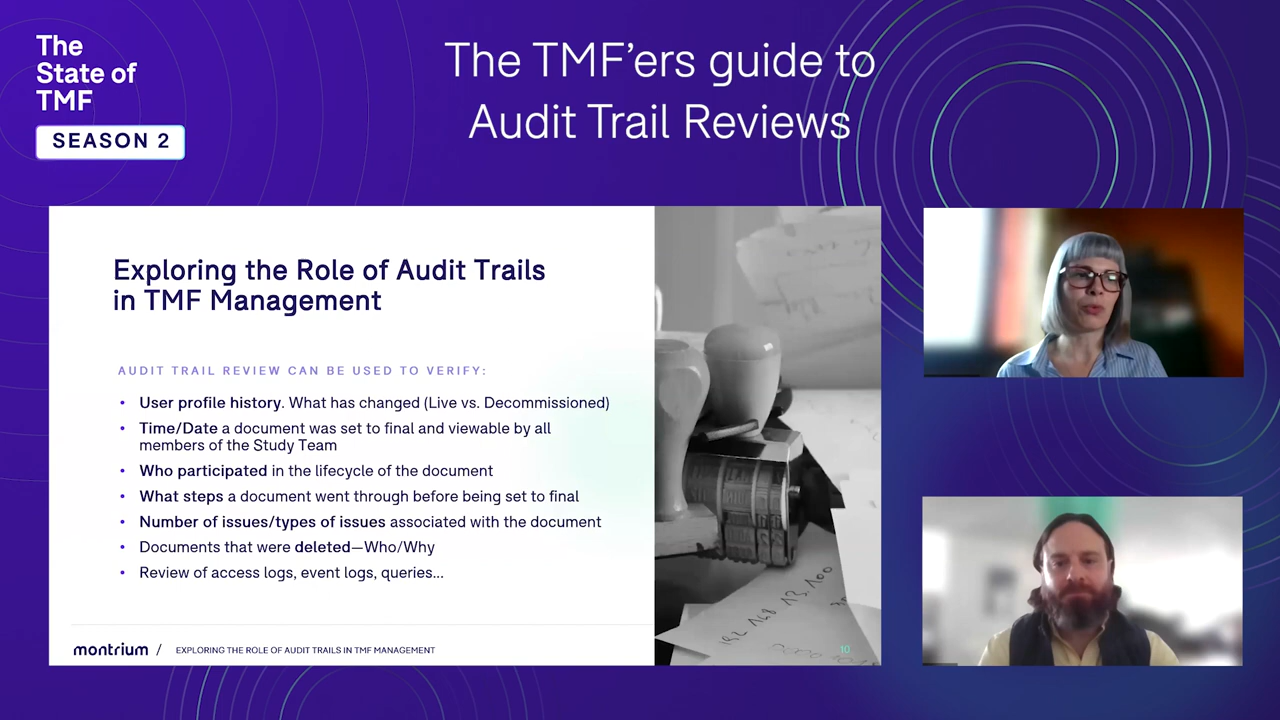 The
State of
TMF
SEASON 2
The TMF’ers guide to
Audit Trail Reviews
Exploring the Role of Audit Trails
in TMF Management
AUDIT TRAIL REVIEW CAN BE USED TO VERIFY:
• User profile history. What has changed (Live vs. Decommissioned)
• Time/Date a document was set to final and viewable by all
members of the Study Team
• Who participated in the lifecycle of the document
• What steps a document went through before being set to final
• Number of issues/types of issues associated with the document
• Documents that were deleted—Who/Why
• Review of access logs, event logs, queries...
montrium / EXPLORING THE ROLE OF AUDIT TRAILS IN TMF MANAGEMENT
10